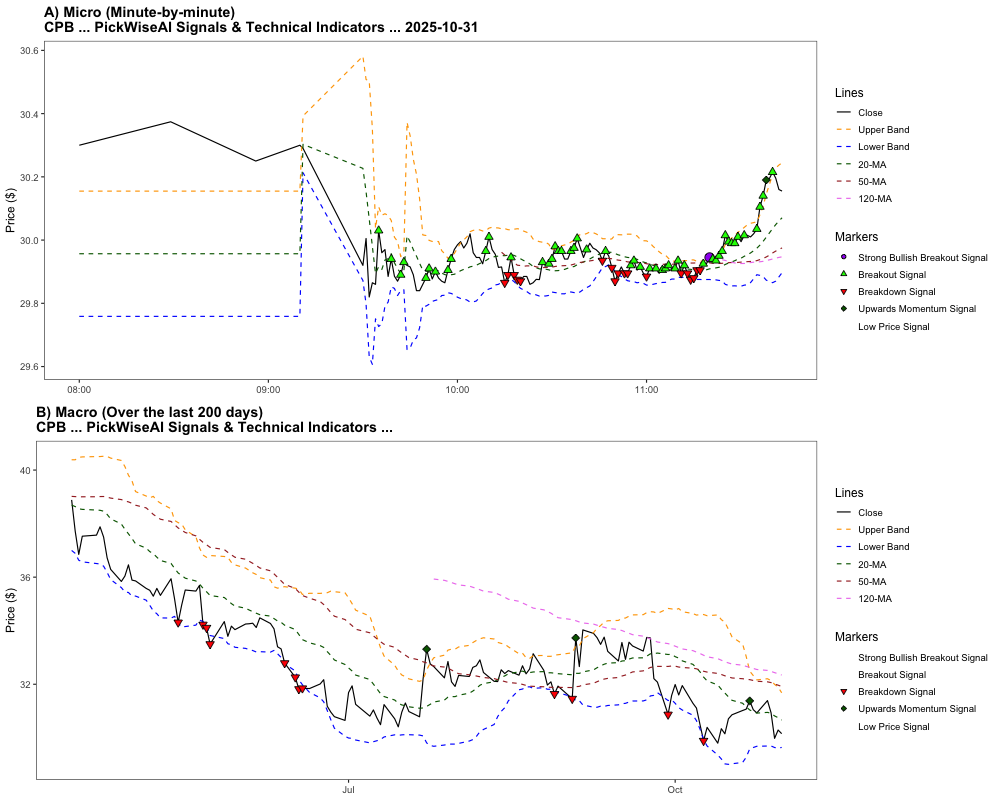 A) Micro (Minute-by-minute)
CPB ... PickWiseAI Signals & Technical Indicators ... 2025-10-31
Price ($)
30.6
30.4
30.2
30.0
29.8
29.6
08:00
09:00
10:00
11:00
Lines
Close
Upper Band
Lower Band
20-MA
50-MA
120-MA
Markers
Strong Bullish Breakout Signal
Breakout Signal
Breakdown Signal
Upwards Momentum Signal
Low Price Signal
B) Macro (Over the last 200 days)
CPB ... PickWiseAI Signals & Technical Indicators ...
Price ($)
40
36
32
Jul
Oct
Lines
Close
Upper Band
Lower Band
20-MA
50-MA
120-MA
Markers
Strong Bullish Breakout Signal
Breakout Signal
Breakdown Signal
Upwards Momentum Signal
Low Price Signal